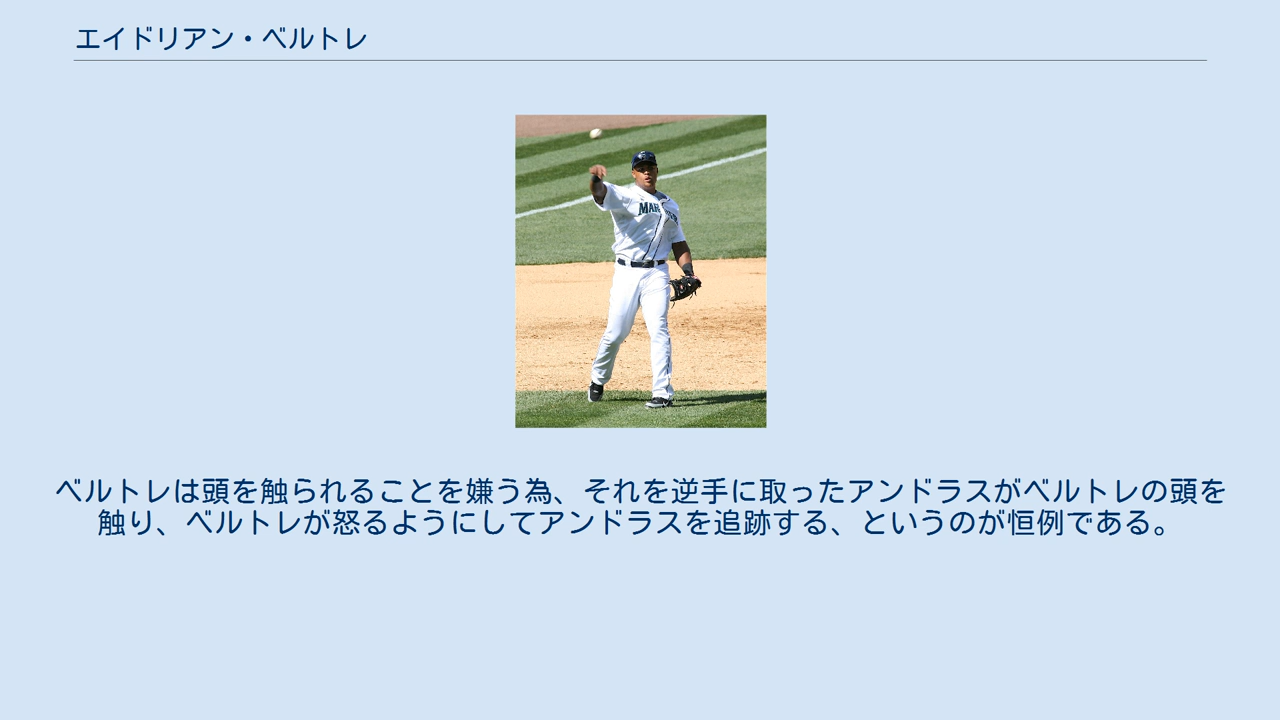 エイドリアン・ベルトレ
ベルトレは頭を触られることを嫌う為、それを逆手に取ったアンドラスがベルトレの頭を
触り、ベルトレが怒るようにしてアンドラスを追跡する、というのが恒例である。